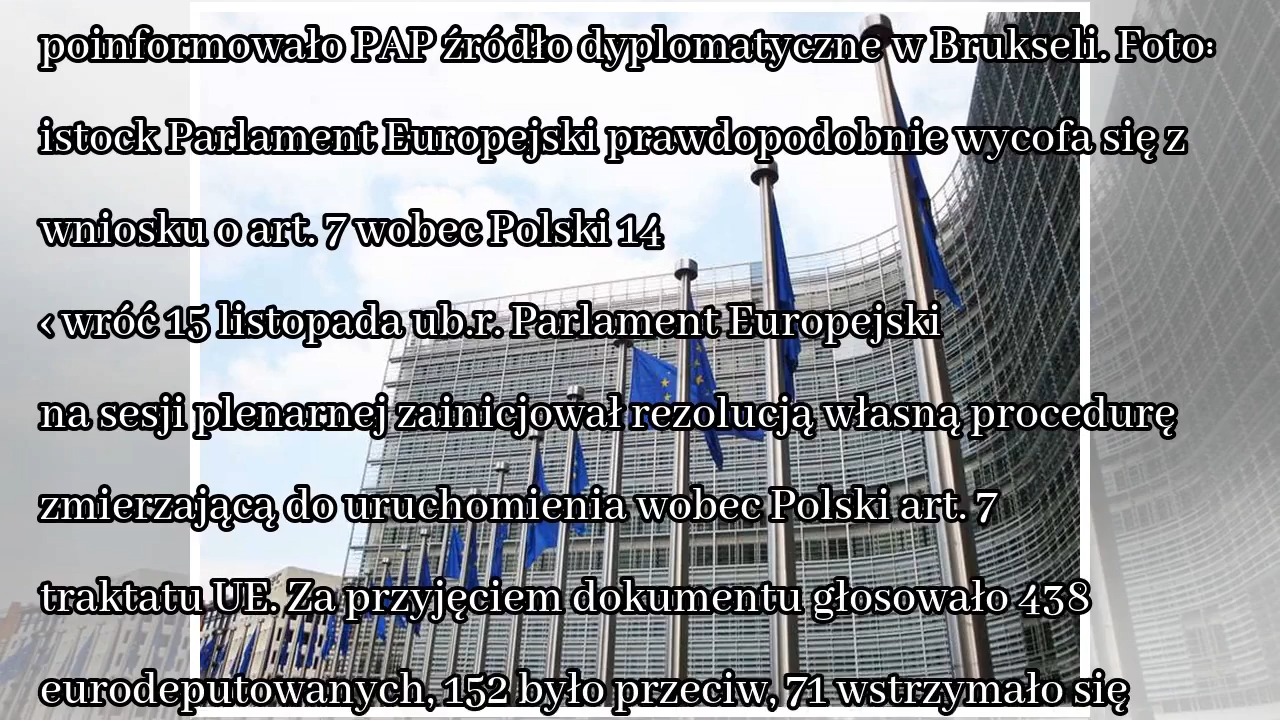 poinformowało PAP źródło dyplomatyczne w Brukseli. Foto:
istock Parlament Europejski prawdopodobnie wycofa się z
wniosku o art. 7 wobec Polski 14
‹ wróć 15 listopada ub.r. Parlament Europejski
na sesji plenarnej zainicjował rezolucją własną procedurę
zmierzającą do uruchomienia wobec Polski art. 7
traktatu UE. Za przyjęciem dokumentu głosowało 438
eurodeputowanych, 152 było przeciw, 71 wstrzymało się